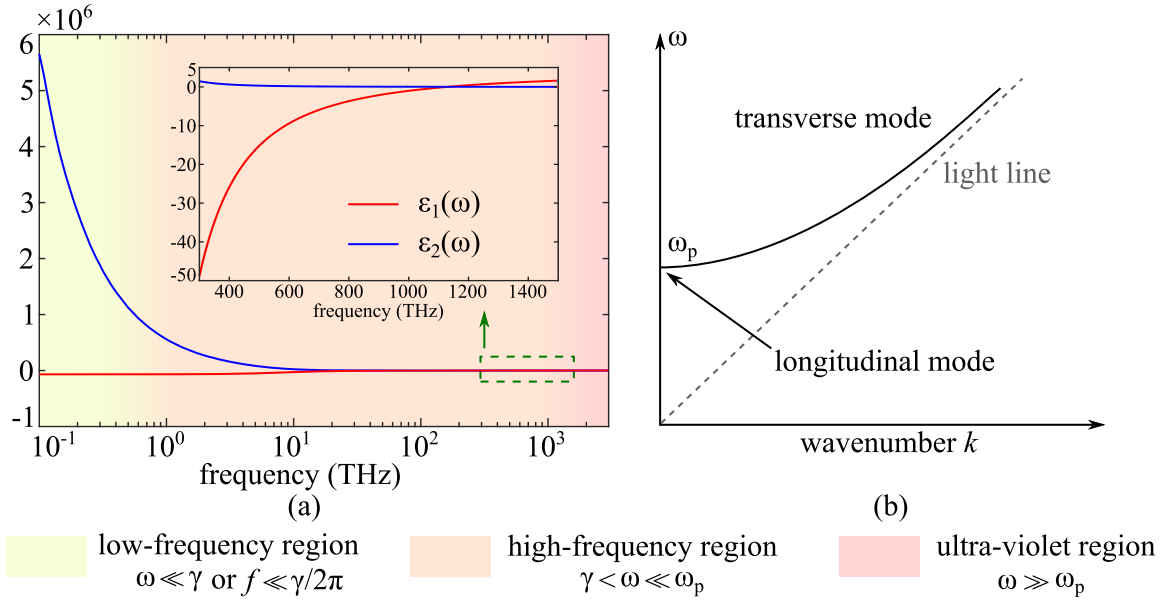 ×10⁶
6
5
4
3
2
1
0
-1
10⁻¹ 10⁰ 10¹ 10² 10³
frequency (THz)
(a)
5
0
-10
-20
-30
-40
-50
400 600 800 1000 1200 1400
frequency (THz)
ε₁(ω)
ε₂(ω)
ω
transverse mode
light line
ωₚ
longitudinal mode
wavenumber k
(b)
low-frequency region
ω ≪ γ or f ≪ γ/2π
high-frequency region
γ < ω ≪ ωₚ
ultra-violet region
ω ≫ ωₚ